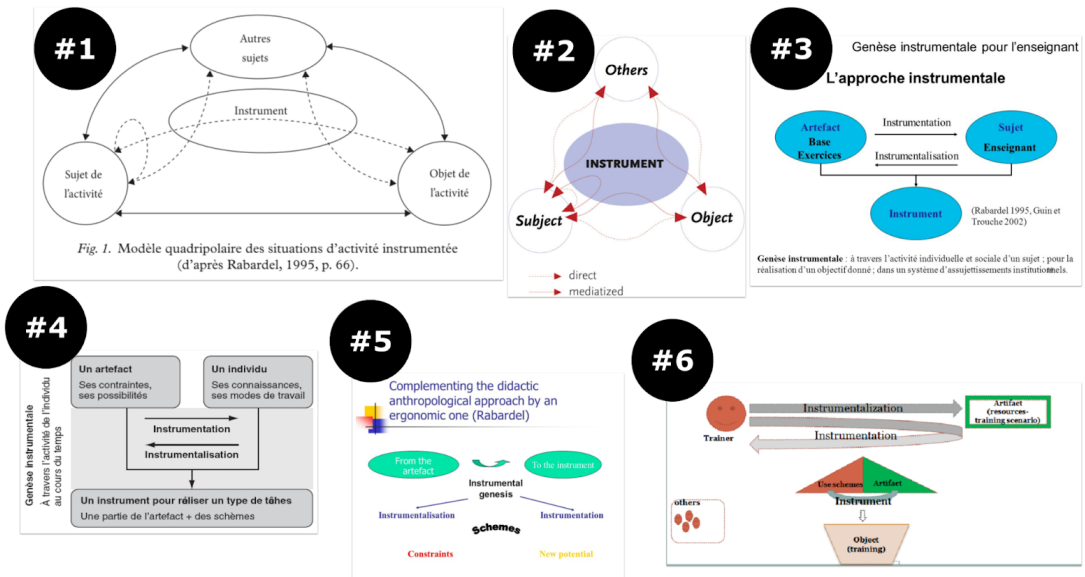 #1
Autres
sujets
Instrument
Sujet de
l'activité
Objet de
l'activité
Fig. 1. Modèle quadripolaire des situations d'activité instrumentée
(d'après Rabardel, 1995, p. 66).
#2
Others
INSTRUMENT
Subject
Object
direct
mediatized
#3
Genèse instrumentale pour l'enseignant
L'approche instrumentale
Artefact
Base
Exercices
Instrumentation
Instrumentalisation
Sujet
Enseignant
Instrument
(Rabardel 1995, Guin et
Trouche 2002)
Genèse instrumentale : à travers l'activité individuelle et sociale d'un sujet ; pour la
réalisation d'un objectif donné ; dans un système d'assujettissements institutionnels.
#4
Genèse instrumentale
À travers l'activité de l'individu
au cours du temps
Un artefact
Ses contraintes,
ses possibilités
Un individu
Ses connaissances,
ses modes de travail
Instrumentation
Instrumentalisation
Un instrument pour ráliser un type de tâhes
Une partie de l'artefact + des schèmes
#5
Complementing the didactic
anthropological approach by an
ergonomic one (Rabardel)
From the
artefact
To the instrument
Instrumental
genesis
Instrumentalisation
Instrumentation
Schemes
Constraints
New potential
#6
Trainer
Instrumentalization
Instrumentation
Artifact
(resources-
training scenario)
Use schemes
Artifact
Instrument
others
Object
(training)